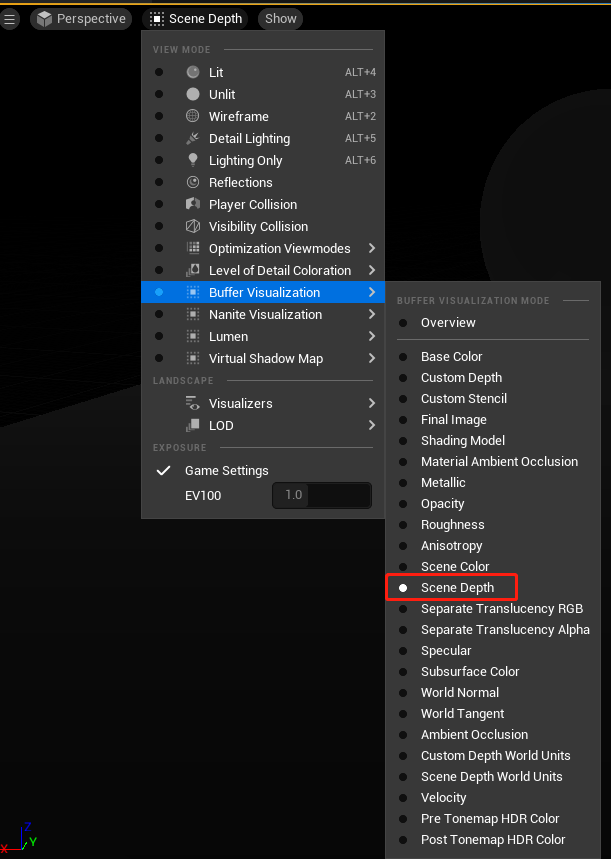 Perspective Scene Depth Show
VIEW MODE
Lit ALT+4
Unlit ALT+3
Wireframe ALT+2
Detail Lighting ALT+5
Lighting Only ALT+6
Reflections
Player Collision
Visibility Collision
Optimization Viewmodes
Level of Detail Coloration
Buffer Visualization
Nanite Visualization
Lumen
Virtual Shadow Map
LANDSCAPE
Visualizers
LOD
EXPOSURE
Game Settings
EV100 1.0
BUFFER VISUALIZATION MODE
Overview
Base Color
Custom Depth
Custom Stencil
Final Image
Shading Model
Material Ambient Occlusion
Metallic
Opacity
Roughness
Anisotropy
Scene Color
Scene Depth
Separate Translucency RGB
Separate Translucency Alpha
Specular
Subsurface Color
World Normal
World Tangent
Ambient Occlusion
Custom Depth World Units
Scene Depth World Units
Velocity
Pre Tonemap HDR Color
Post Tonemap HDR Color
Z
Y
X